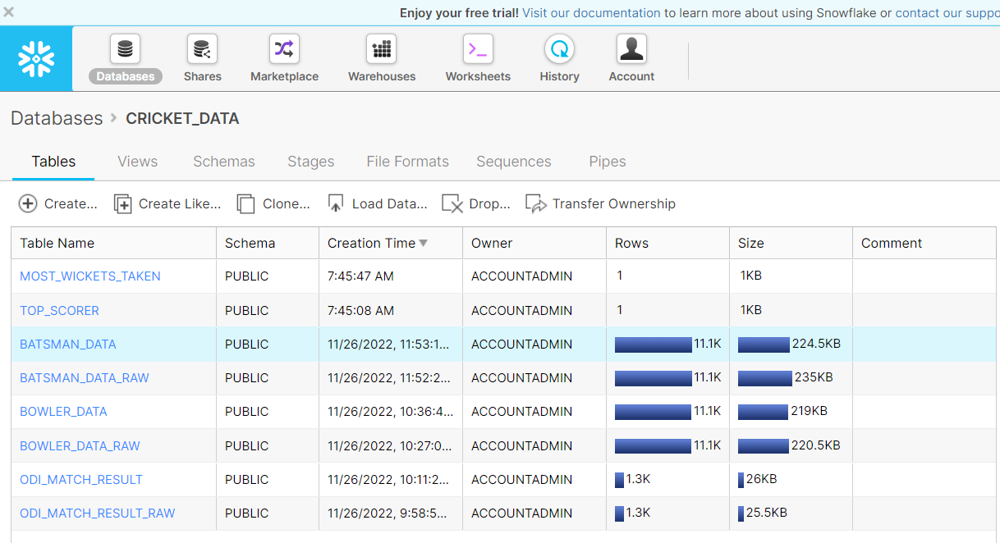 Enjoy your free trial! Visit our documentation to learn more about using Snowflake or contact our suppo
Databases Shares Marketplace Warehouses Worksheets History Account
Databases > CRICKET_DATA
Tables Views Schemas Stages File Formats Sequences Pipes
Create... Create Like... Clone... Load Data... Drop... Transfer Ownership
Table Name Schema Creation Time Owner Rows Size Comment
MOST_WICKETS_TAKEN PUBLIC 7:45:47 AM ACCOUNTADMIN 1 1KB
TOP_SCORER PUBLIC 7:45:08 AM ACCOUNTADMIN 1 1KB
BATSMAN_DATA PUBLIC 11/26/2022, 11:53:1... ACCOUNTADMIN 11.1K 224.5KB
BATSMAN_DATA_RAW PUBLIC 11/26/2022, 11:52:2... ACCOUNTADMIN 11.1K 235KB
BOWLER_DATA PUBLIC 11/26/2022, 10:36:4... ACCOUNTADMIN 11.1K 219KB
BOWLER_DATA_RAW PUBLIC 11/26/2022, 10:27:0... ACCOUNTADMIN 11.1K 220.5KB
ODI_MATCH_RESULT PUBLIC 11/26/2022, 10:11:2... ACCOUNTADMIN 1.3K 26KB
ODI_MATCH_RESULT_RAW PUBLIC 11/26/2022, 9:58:5... ACCOUNTADMIN 1.3K 25.5KB